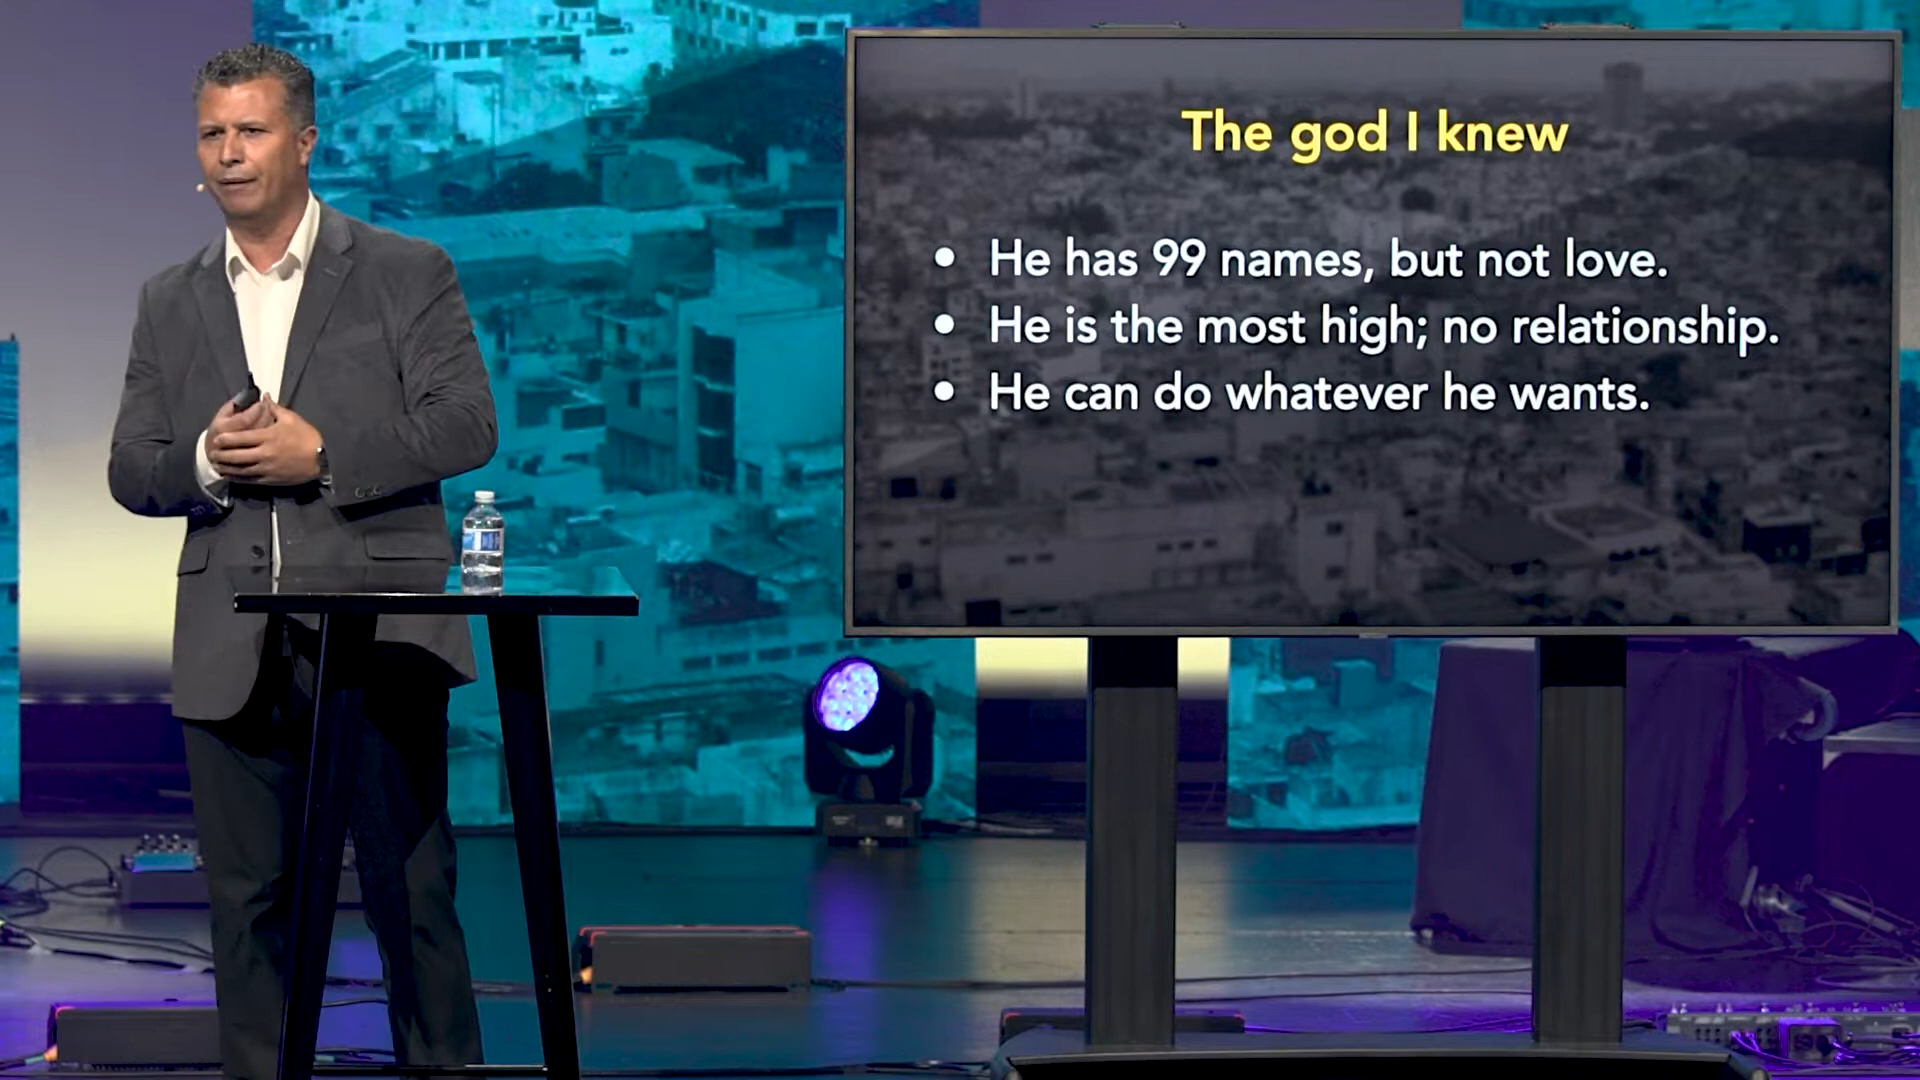 The god I knew
• He has 99 names, but not love.
• He is the most high; no relationship.
• He can do whatever he wants.